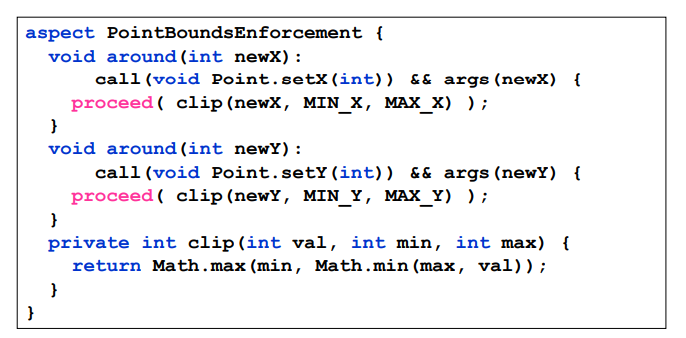 aspect PointBoundsEnforcement {
  void around(int newX):
      call(void Point.setX(int)) && args(newX) {
    proceed( clip(newX, MIN_X, MAX_X) );
  }
  void around(int newY):
      call(void Point.setY(int)) && args(newY) {
    proceed( clip(newY, MIN_Y, MAX_Y) );
  }
  private int clip(int val, int min, int max) {
    return Math.max(min, Math.min(max, val));
  }
}